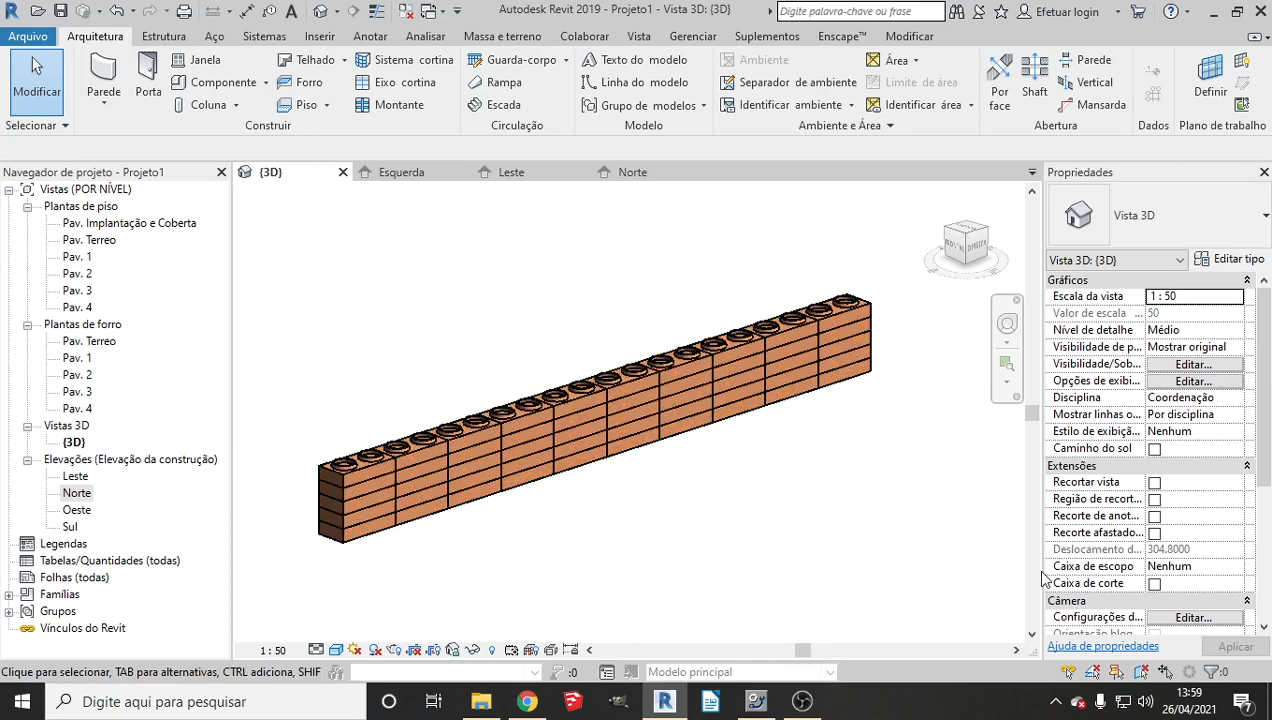 Autodesk Revit 2019 - Projeto1 - Vista 3D: {3D}
Digite palavra-chave ou frase
Efetuar login
Arquivo Arquitetura Estrutura Aço Sistemas Inserir Anotar Analisar Massa e terreno Colaborar Vista Gerenciar Suplementos Enscape™ Modificar
Modificar
Parede
Porta
Janela
Componente
Coluna
Telhado
Forro
Piso
Sistema cortina
Eixo cortina
Montante
Guarda-corpo
Rampa
Escada
Texto do modelo
Linha do modelo
Grupo de modelos
Ambiente
Separador de ambiente
Identificar ambiente
Área
Limite de área
Identificar área
Por face
Shaft
Parede
Vertical
Mansarda
Definir
Selecionar
Construir
Circulação
Modelo
Ambiente e Área
Abertura
Dados
Plano de trabalho
Navegador de projeto - Projeto1
Vistas (POR NÍVEL)
Plantas de piso
Pav. Implantação e Coberta
Pav. Terreo
Pav. 1
Pav. 2
Pav. 3
Pav. 4
Plantas de forro
Pav. Terreo
Pav. 1
Pav. 2
Pav. 3
Pav. 4
Vistas 3D
{3D}
Elevações (Elevação da construção)
Leste
Norte
Oeste
Sul
Legendas
Tabelas/Quantidades (todas)
Folhas (todas)
Famílias
Grupos
Vínculos do Revit
{3D}
Esquerda
Leste
Norte
FRONTAL
DIREITA
1 : 50
Propriedades
Vista 3D
Vista 3D: {3D}
Editar tipo
Gráficos
Escala da vista 1 : 50
Valor de escala ... 50
Nível de detalhe Médio
Visibilidade de p... Mostrar original
Visibilidade/Sob... Editar...
Opções de exibi... Editar...
Disciplina Coordenação
Mostrar linhas o... Por disciplina
Estilo de exibiçã... Nenhum
Caminho do sol
Extensões
Recortar vista
Região de recort...
Recorte de anot...
Recorte afastado...
Deslocamento d... 304.8000
Caixa de escopo Nenhum
Caixa de corte
Câmera
Configurações d... Editar...
Ajuda de propriedades
Aplicar
Clique para selecionar, TAB para alternativas, CTRL adiciona, SHIF
:0
Modelo principal
:0
Digite aqui para pesquisar
13:59
26/04/2021
7